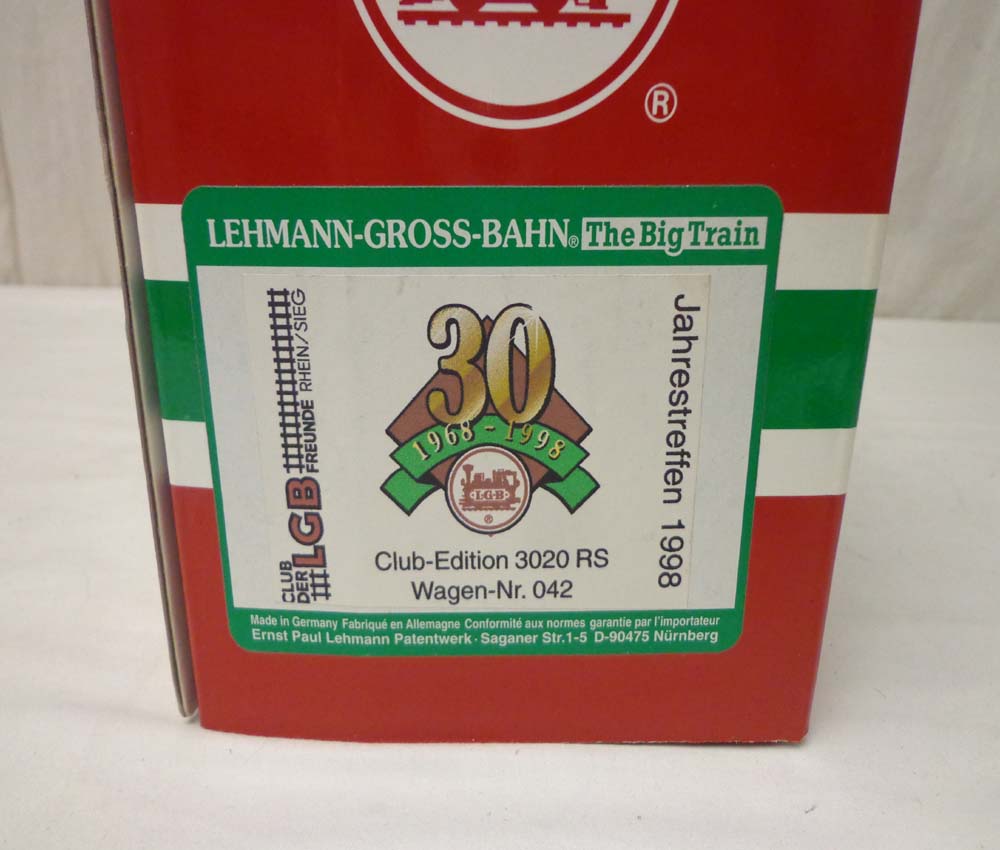 ®
LEHMANN-GROSS-BAHN® The Big Train
CLUB
DER LGB FREUNDE RHEIN/SIEG
30
1968 - 1998
LGB
®
Club-Edition 3020 RS
Wagen-Nr. 042
Jahrestreffen 1998
Made in Germany Fabriqué en Allemagne Conformité aux normes garantie par l'importateur
Ernst Paul Lehmann Patentwerk · Saganer Str.1-5 D-90475 Nürnberg